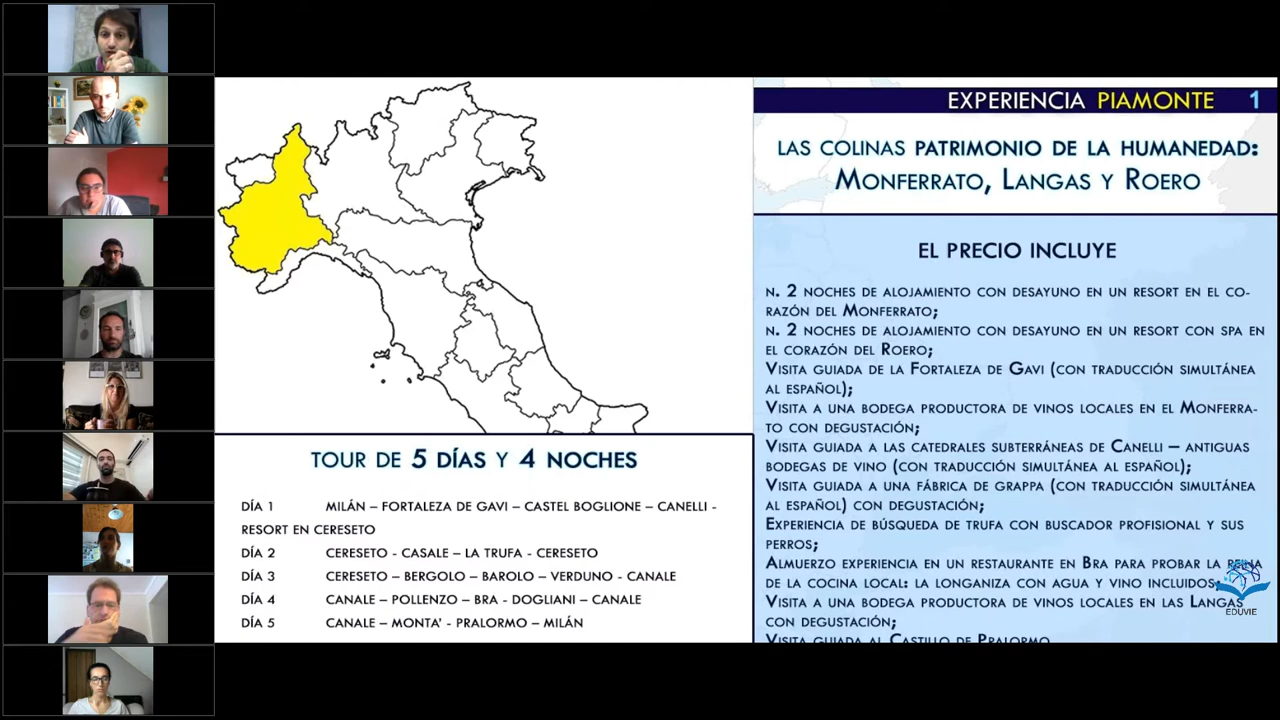 EXPERIENCIA PIAMONTE 1
LAS COLINAS PATRIMONIO DE LA HUMANEDAD:
MONFERRATO, LANGAS Y ROERO
EL PRECIO INCLUYE
N. 2 NOCHES DE ALOJAMIENTO CON DESAYUNO EN UN RESORT EN EL CO-
RAZÓN DEL MONFERRATO;
N. 2 NOCHES DE ALOJAMIENTO CON DESAYUNO EN UN RESORT CON SPA EN
EL CORAZÓN DEL ROERO;
VISITA GUIADA DE LA FORTALEZA DE GAVI (CON TRADUCCIÓN SIMULTÁNEA
AL ESPAÑOL);
VISITA A UNA BODEGA PRODUCTORA DE VINOS LOCALES EN EL MONFERRA-
TO CON DEGUSTACIÓN;
VISITA GUIADA A LAS CATEDRALES SUBTERRÁNEAS DE CANELLI – ANTIGUAS
BODEGAS DE VINO (CON TRADUCCIÓN SIMULTÁNEA AL ESPAÑOL);
VISITA GUIADA A UNA FÁBRICA DE GRAPPA (CON TRADUCCIÓN SIMULTÁNEA
AL ESPAÑOL) CON DEGUSTACIÓN;
EXPERIENCIA DE BÚSQUEDA DE TRUFA CON BUSCADOR PROFISIONAL Y SUS
PERROS;
ALMUERZO EXPERIENCIA EN UN RESTAURANTE EN BRA PARA PROBAR LA REINA
DE LA COCINA LOCAL: LA LONGANIZA CON AGUA Y VINO INCLUIDOS
VISITA A UNA BODEGA PRODUCTORA DE VINOS LOCALES EN LAS LANGAS
CON DEGUSTACIÓN;
VISITA GUIADA AL CASTILLO DE PRALORMO
EDUVIE
TOUR DE 5 DÍAS Y 4 NOCHES
DÍA 1 MILÁN – FORTALEZA DE GAVI – CASTEL BOGLIONE – CANELLI -
RESORT EN CERESETO
DÍA 2 CERESETO - CASALE – LA TRUFA - CERESETO
DÍA 3 CERESETO – BERGOLO – BAROLO – VERDUNO - CANALE
DÍA 4 CANALE – POLLENZO – BRA - DOGLIANI – CANALE
DÍA 5 CANALE – MONTA' - PRALORMO – MILÁN